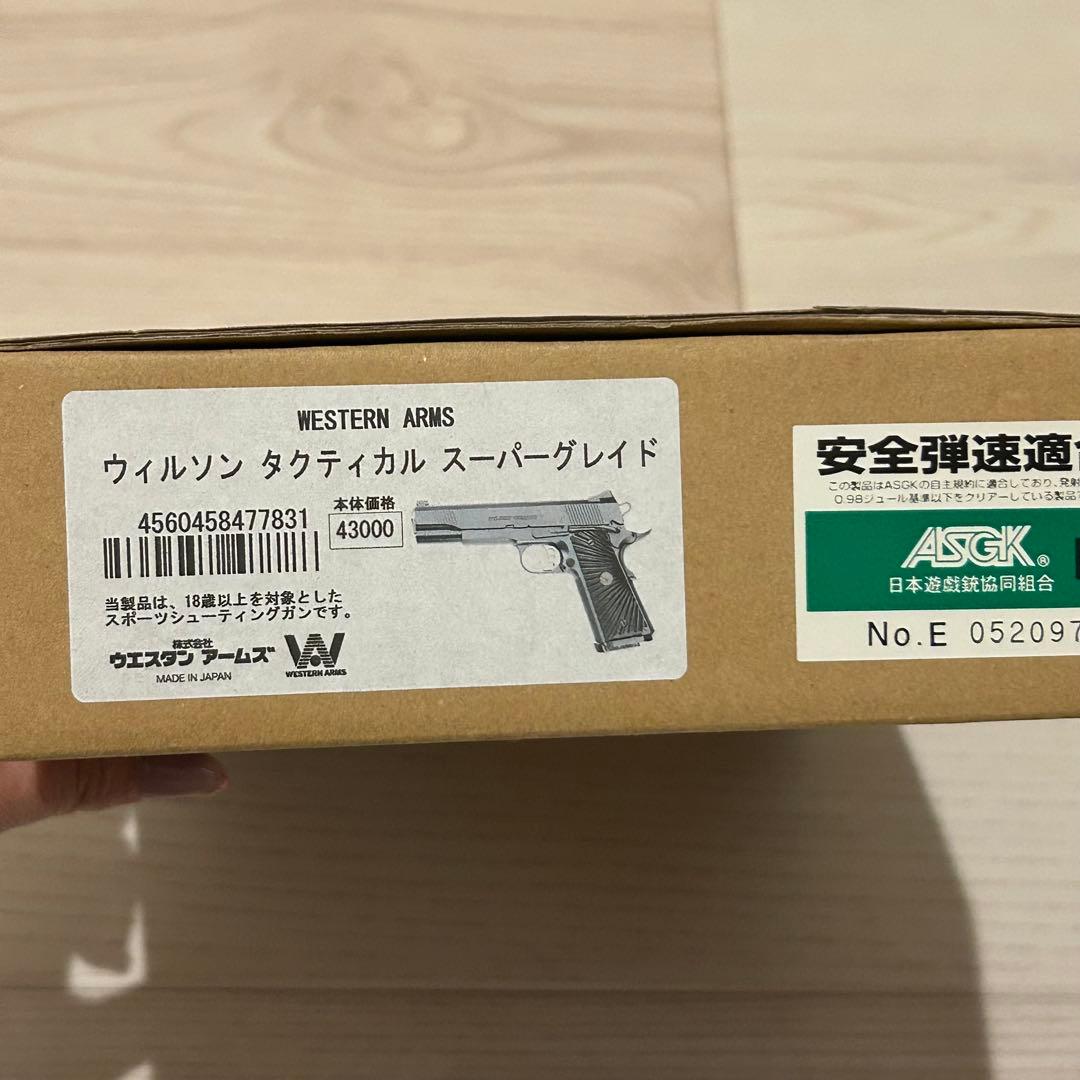 WESTERN ARMS
ウィルソン タクティカル スーパーグレイド
4560458477831
本体価格
43000
当製品は、18歳以上を対象とした
スポーツシューティングガンです。
株式会社
ウエスタン アームズ
MADE IN JAPAN
WESTERN ARMS
安全弾速適合
この製品はASGKの自主規約に適合しており、発射
0.98ジュール基準以下をクリアーしている製品
ASGK®
日本遊戯銃協同組合
No.E 052097